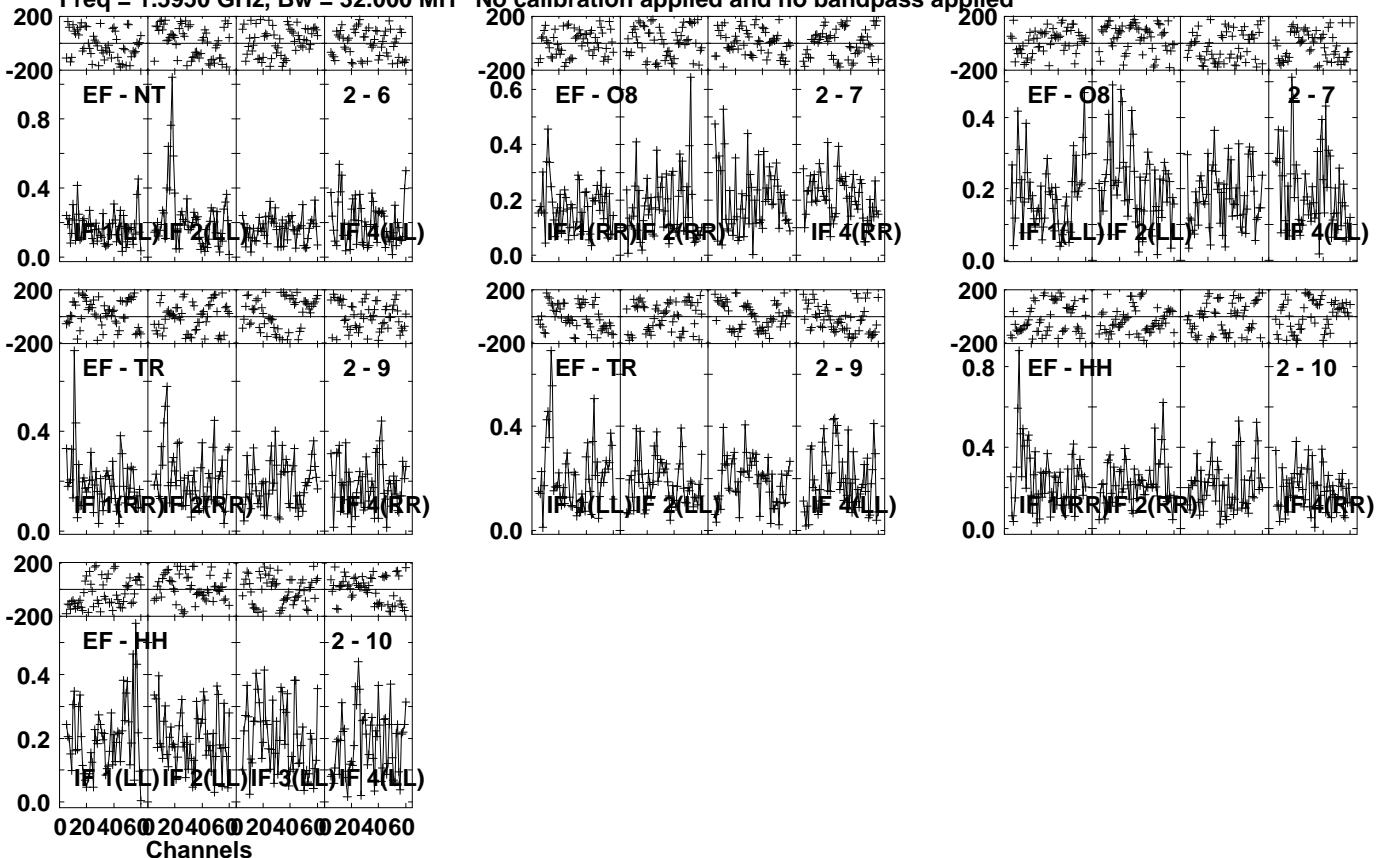 Freq = 1.5950 GHz, Bw = 32.000 MH No calibration applied and no bandpass applied
200
-200
EF - NT 2 - 6
0.8
0.4
0.0
IF 1(LL) IF 2(LL) IF 4(LL)
200
-200
0.6
EF - O8 2 - 7
0.4
0.2
0.0
IF 1(RR) IF 2(RR) IF 4(RR)
200
-200
EF - O8 2 - 7
0.4
0.2
0.0
IF 1(LL) IF 2(LL) IF 4(LL)
200
-200
EF - TR 2 - 9
0.4
0.0
IF 1(RR) IF 2(RR) IF 4(RR)
200
-200
EF - TR 2 - 9
0.4
0.0
IF 1(LL) IF 2(LL) IF 4(LL)
200
-200
0.8
EF - HH 2 - 10
0.4
0.0
IF 1(RR) IF 2(RR) IF 4(RR)
200
-200
EF - HH 2 - 10
0.4
0.2
0.0
IF 1(LL) IF 2(LL) IF 3(LL) IF 4(LL)
0 20 40 60 0 20 40 60 0 20 40 60 0 20 40 60
Channels